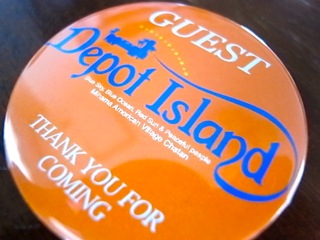 GUEST
Depot Island
Blue Sky, Blue Ocean, Red Sun & Peaceful people
Mihama American Village Chatan
THANK YOU FOR
COMING